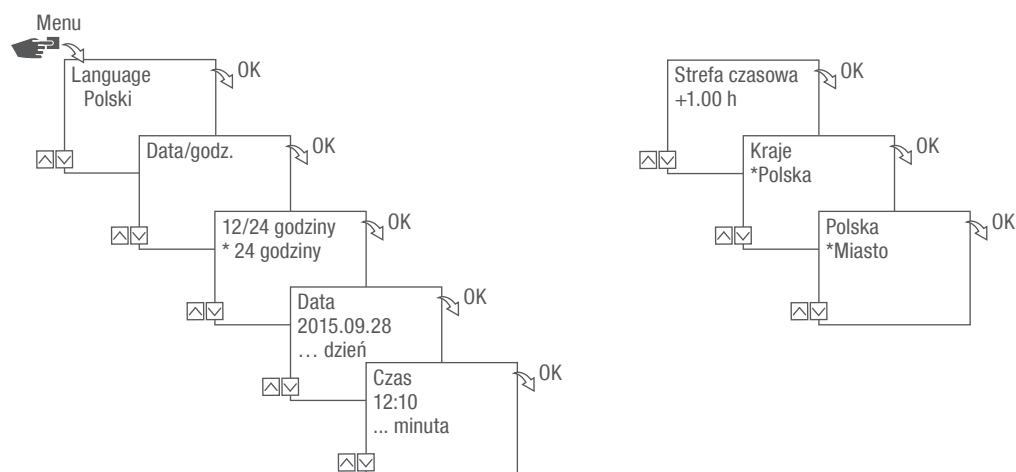 Menu
Language
Polski
OK
Data/godz.
OK
12/24 godziny
* 24 godziny
OK
Data
2015.09.28
… dzień
OK
Czas
12:10
... minuta
OK
Strefa czasowa
+1.00 h
OK
Kraje
*Polska
OK
Polska
*Miasto
OK